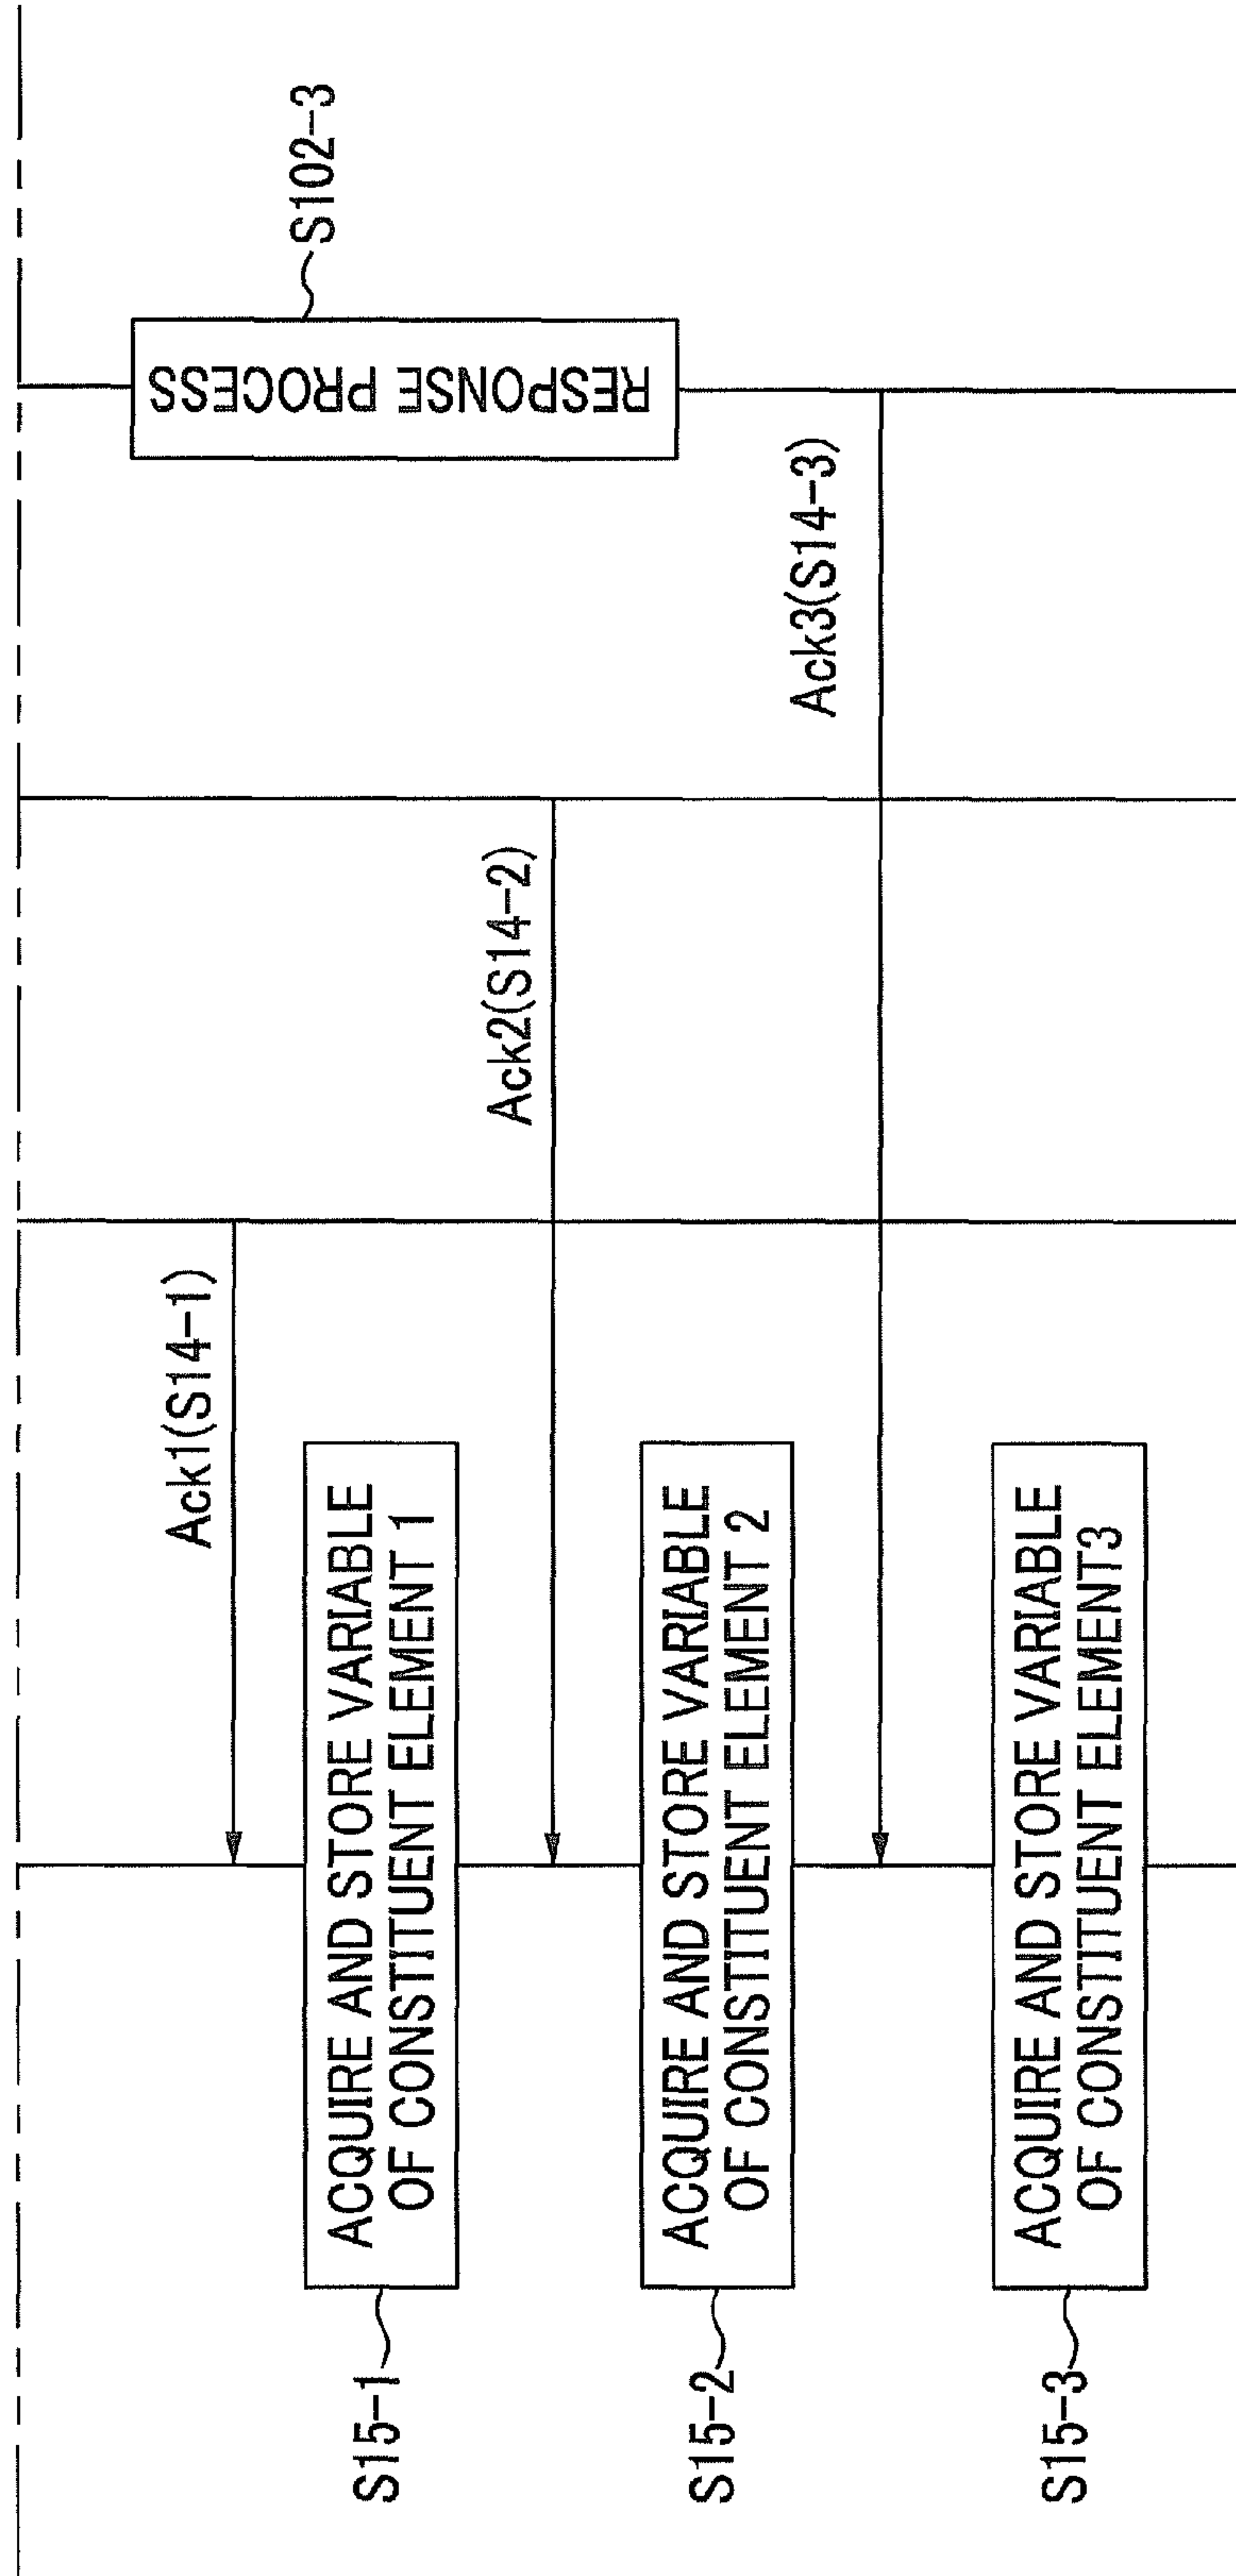 S102-3
RESPONSE PROCESS
Ack1(S14-1)
S15-1
ACQUIRE AND STORE VARIABLE
OF CONSTITUENT ELEMENT 1
Ack2(S14-2)
S15-2
ACQUIRE AND STORE VARIABLE
OF CONSTITUENT ELEMENT 2
Ack3(S14-3)
S15-3
ACQUIRE AND STORE VARIABLE
OF CONSTITUENT ELEMENT3